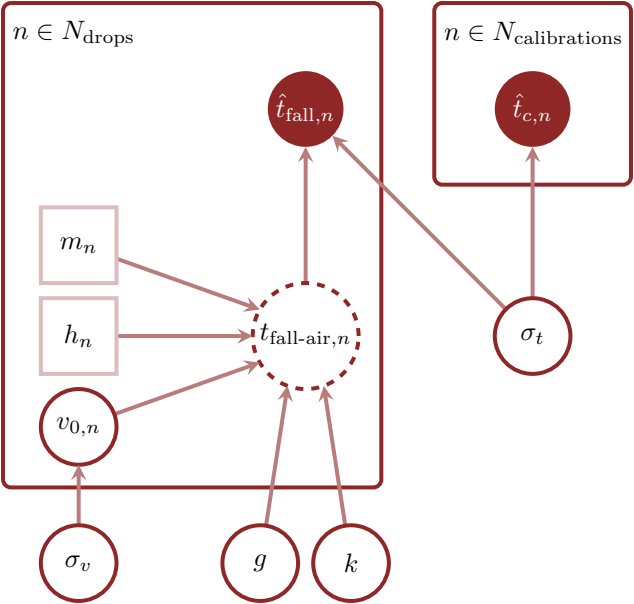 n ∈ N_drops
n ∈ N_calibrations
t̂_fall,n
t̂_c,n
m_n
h_n
t_fall-air,n
σ_t
v_0,n
σ_v
g
k